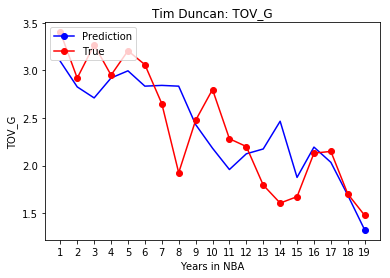 Tim Duncan: TOV_G
Prediction
True
3.5
3.0
2.5
2.0
1.5
TOV_G
1 2 3 4 5 6 7 8 9 10 11 12 13 14 15 16 17 18 19
Years in NBA